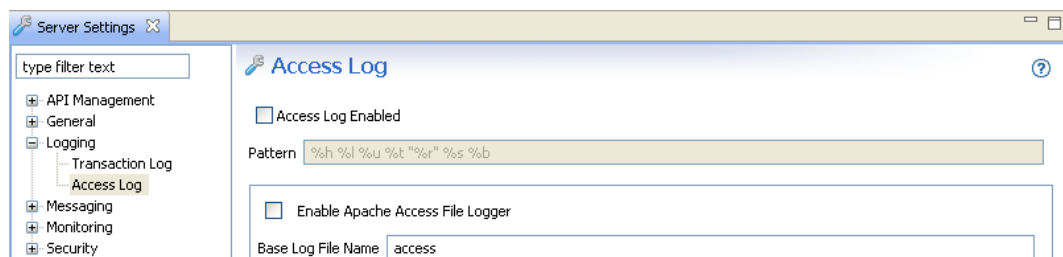 Server Settings
type filter text
API Management
General
Logging
Transaction Log
Access Log
Messaging
Monitoring
Security
Access Log
Access Log Enabled
Pattern %h %l %u %t "%r" %s %b
Enable Apache Access File Logger
Base Log File Name access